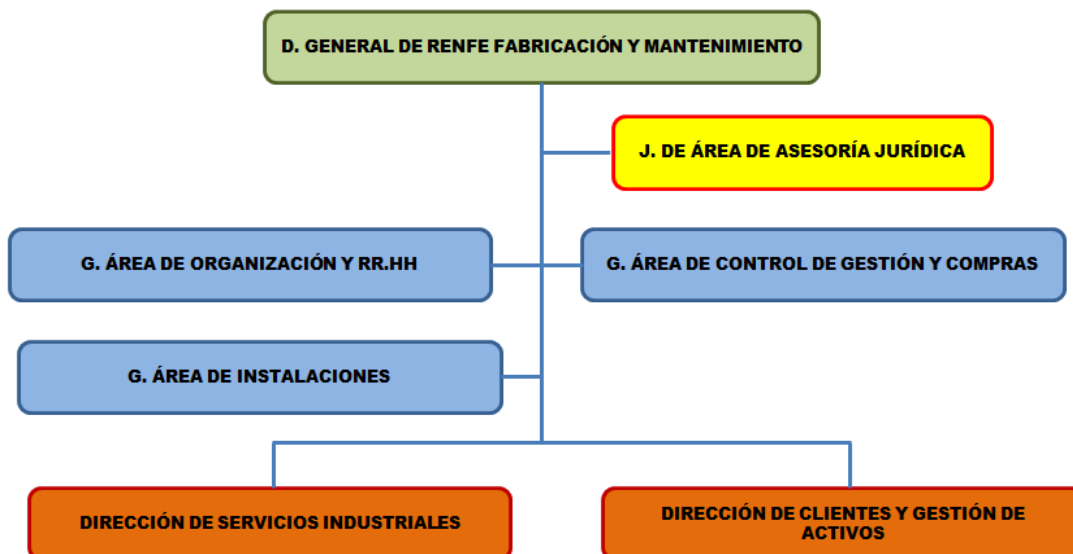 D. GENERAL DE RENFE FABRICACIÓN Y MANTENIMIENTO
J. DE ÁREA DE ASESORÍA JURÍDICA
G. ÁREA DE ORGANIZACIÓN Y RR.HH
G. ÁREA DE CONTROL DE GESTIÓN Y COMPRAS
G. ÁREA DE INSTALACIONES
DIRECCIÓN DE SERVICIOS INDUSTRIALES
DIRECCIÓN DE CLIENTES Y GESTIÓN DE
ACTIVOS